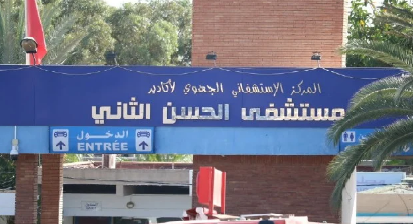 المركز الإستشفائي الجهوي لأكادير
مستشفى الحسن الثاني
الدخول
ENTRÉE